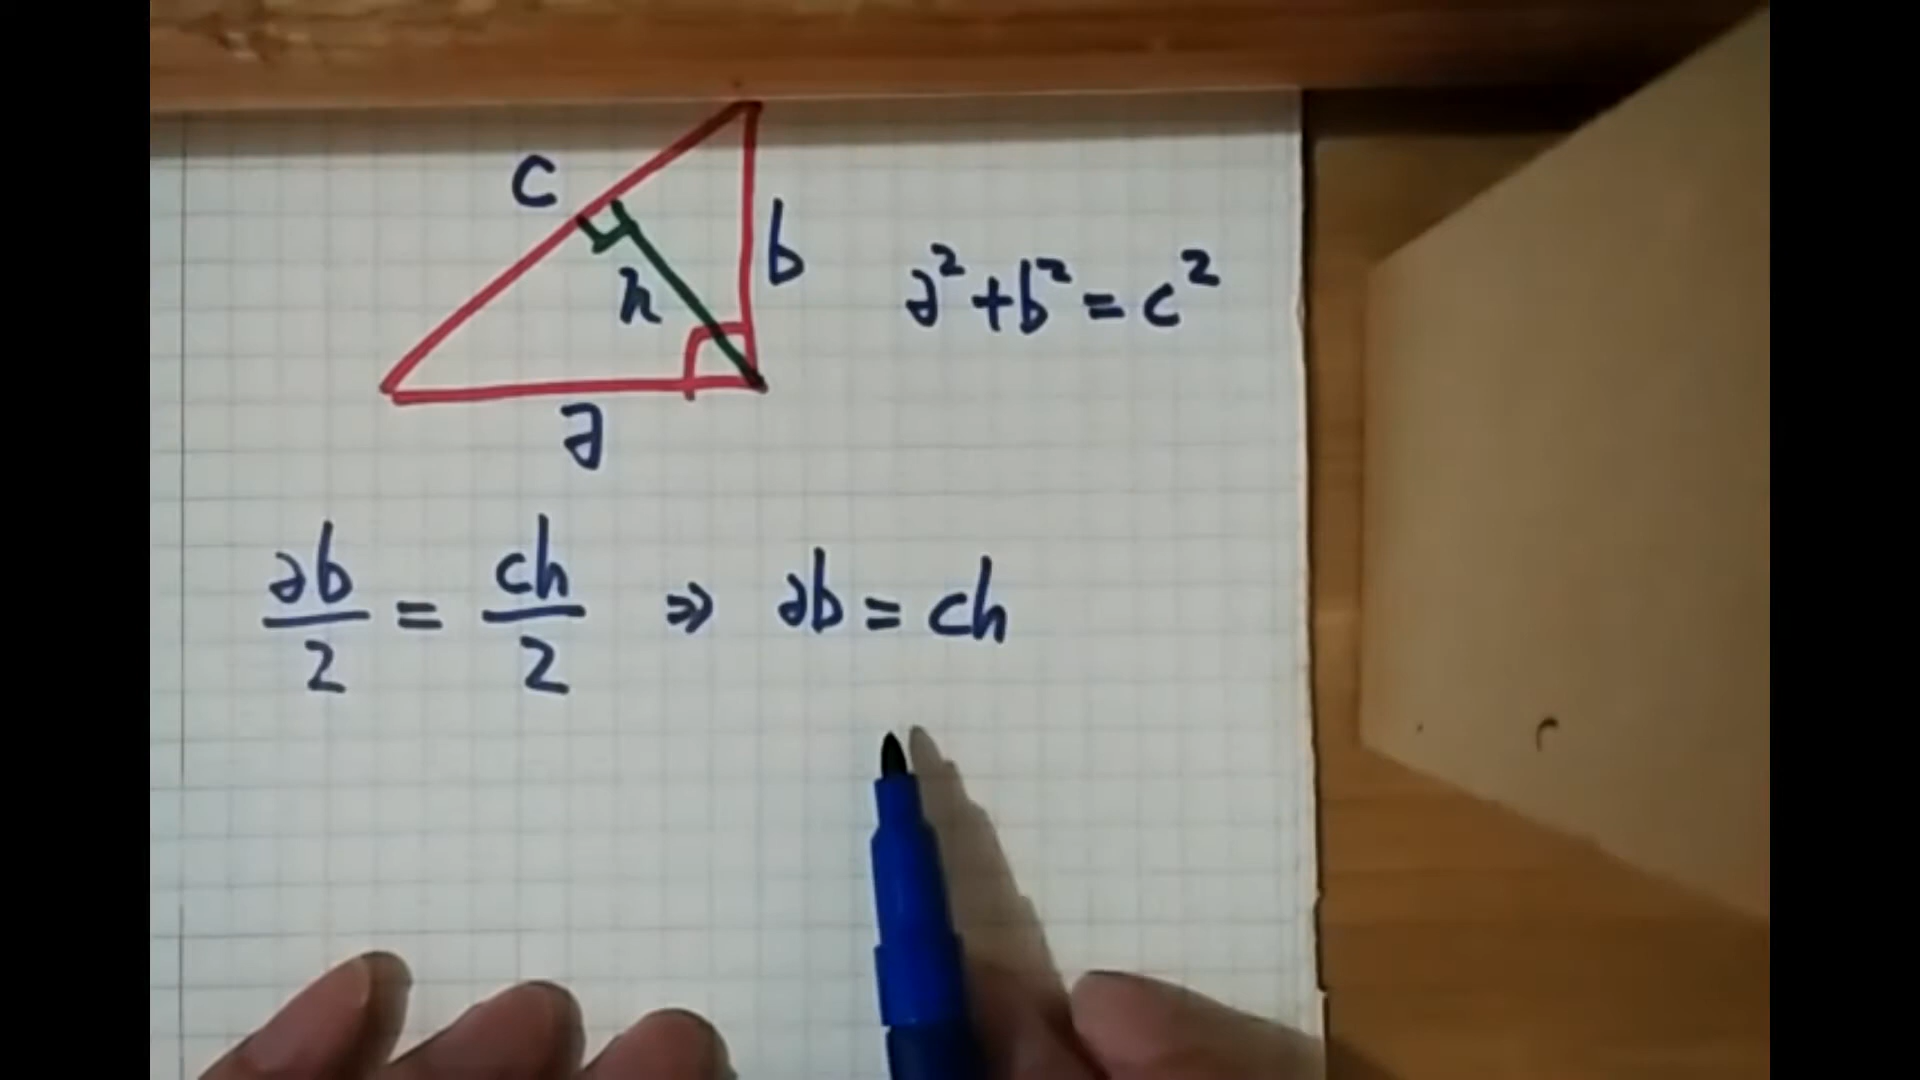 c
b
h
a² + b² = c²
a
ab/2 = ch/2 ⇒ ab = ch